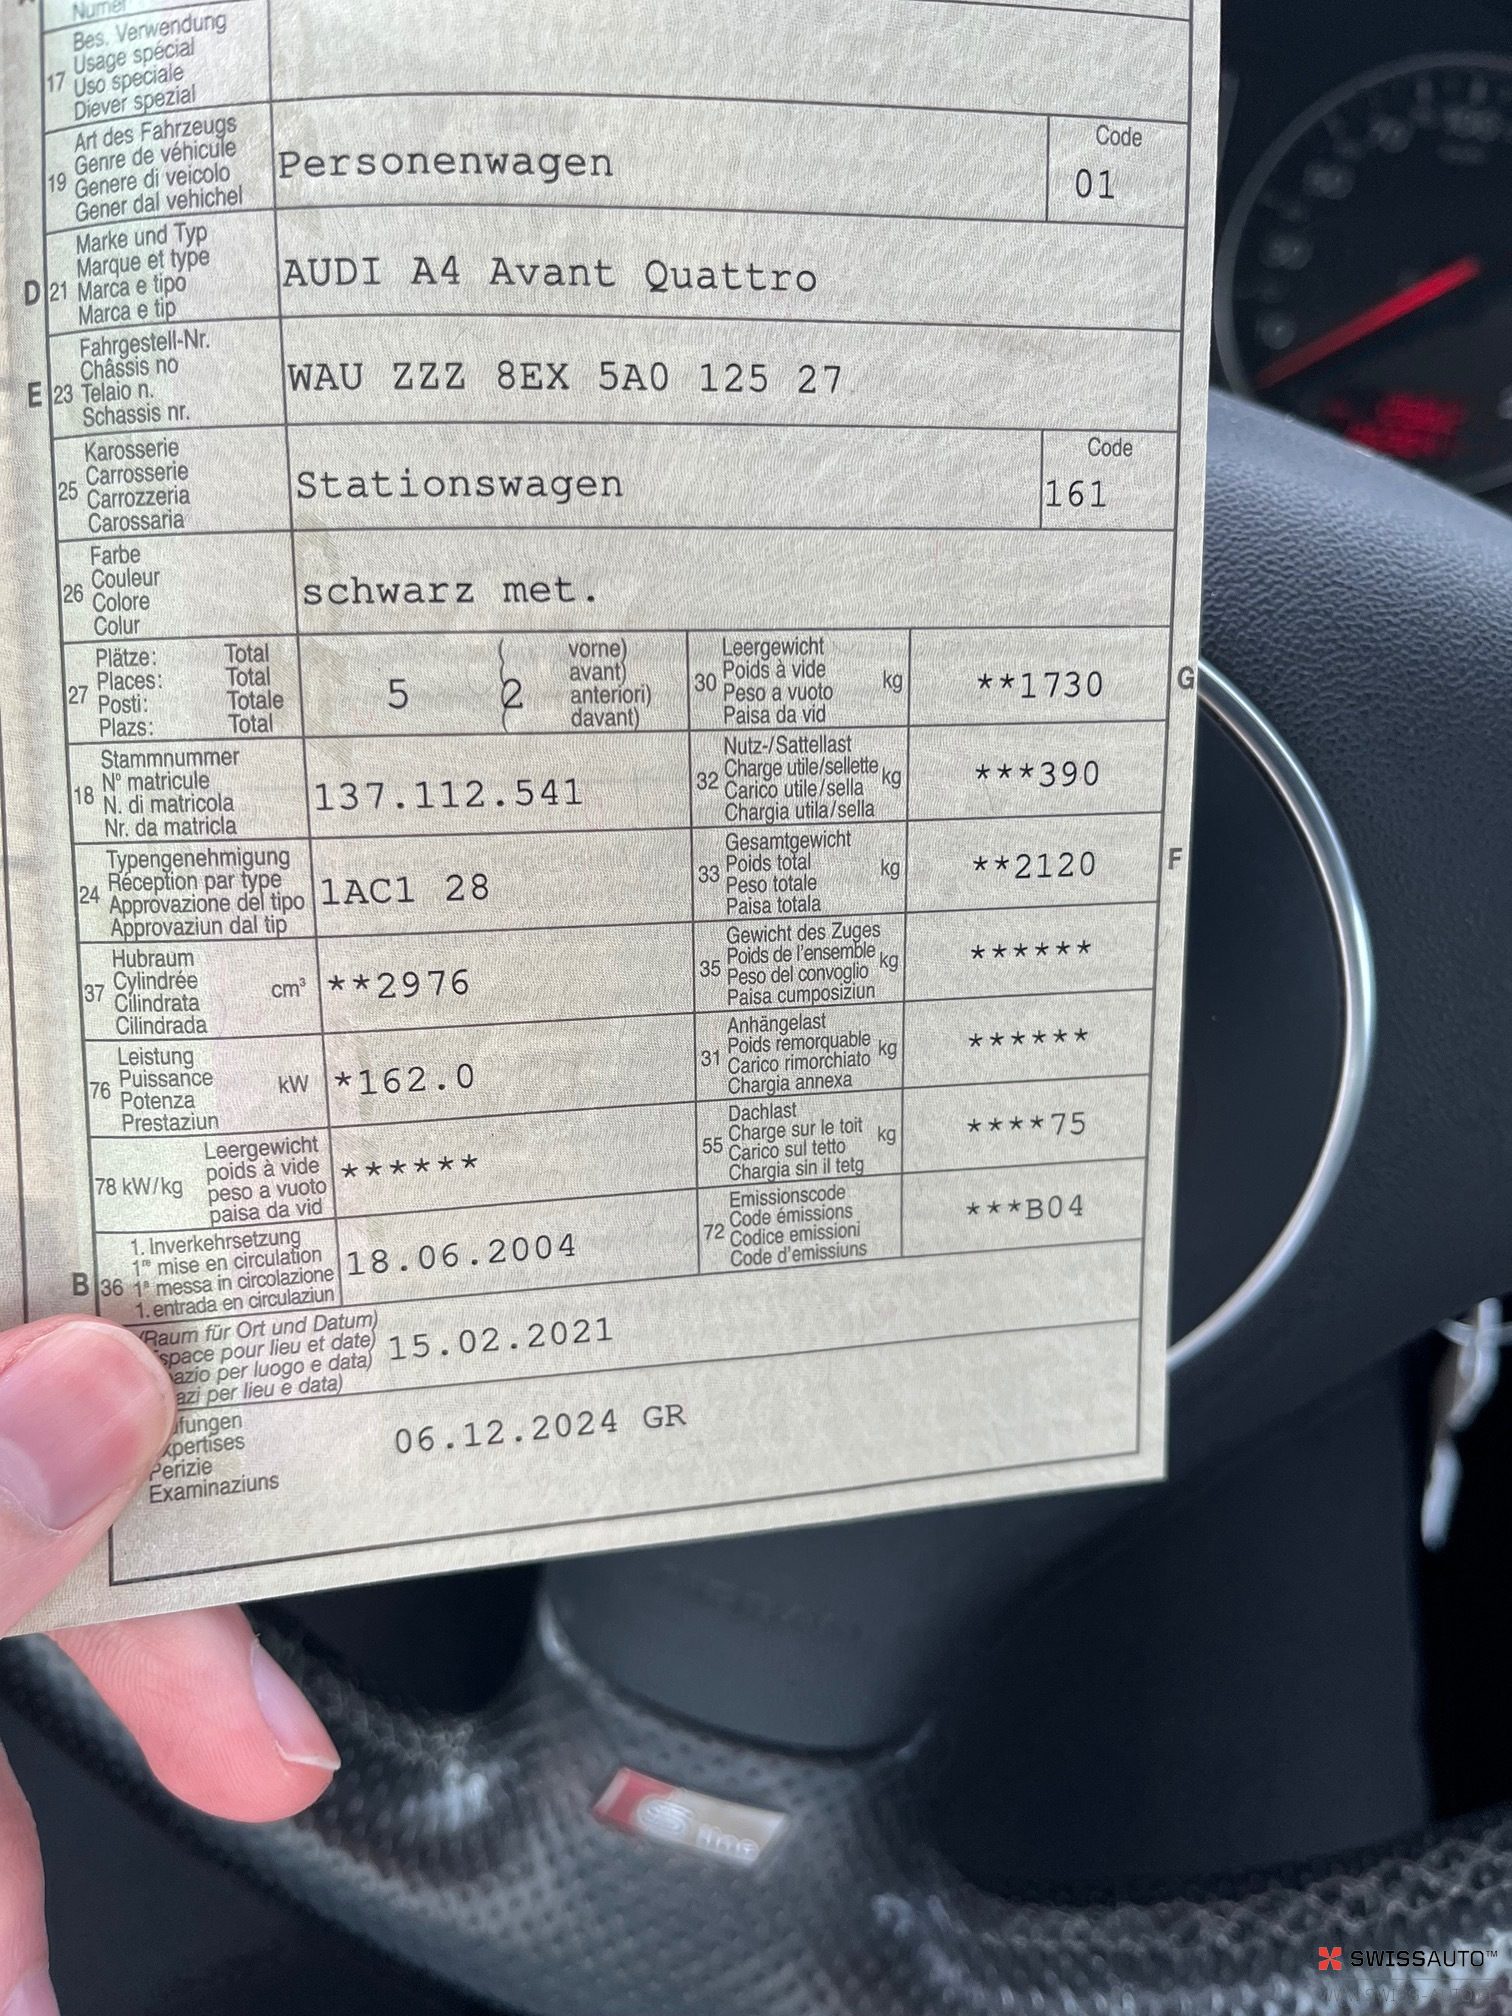 Numer
17 Bes. Verwendung
Usage spécial
Uso speciale
Diever spezial
19 Art des Fahrzeugs
Genre de véhicule
Genere di veicolo
Gener dal vehichel
Personenwagen
Code
01
D 21 Marke und Typ
Marque et type
Marca e tipo
Marca e tip
AUDI A4 Avant Quattro
E 23 Fahrgestell-Nr.
Châssis no
Telaio n.
Schassis nr.
WAU ZZZ 8EX 5A0 125 27
25 Karosserie
Carrosserie
Carrozzeria
Carossaria
Stationswagen
Code
161
26 Farbe
Couleur
Colore
Colur
schwarz met.
27 Plätze: Total
Places: Total
Posti: Totale
Plazs: Total
5 (2 vorne)
avant)
anteriori)
davant)
30 Leergewicht
Poids à vide
Peso a vuoto
Paisa da vid
kg
**1730
G
18 Stammnummer
N° matricule
N. di matricola
Nr. da matricla
137.112.541
32 Nutz-/Sattellast
Charge utile/sellette
Carico utile/sella
Chargia utila/sella
kg
***390
24 Typengenehmigung
Réception par type
Approvazione del tipo
Approvaziun dal tip
1AC1 28
33 Gesamtgewicht
Poids total
Peso totale
Paisa totala
kg
**2120
F
37 Hubraum
Cylindrée
Cilindrata
Cilindrada
cm³
**2976
35 Gewicht des Zuges
Poids de l'ensemble
Peso del convoglio
Paisa cumposiziun
kg
******
76 Leistung
Puissance
Potenza
Prestaziun
kW
*162.0
31 Anhängelast
Poids remorquable
Carico rimorchiato
Chargia annexa
kg
******
78 kW/kg
Leergewicht
poids à vide
peso a vuoto
paisa da vid
******
55 Dachlast
Charge sur le toit
Carico sul tetto
Chargia sin il tetg
kg
****75
B 36 1. Inverkehrsetzung
1re mise en circulation
1a messa in circolazione
1. entrada en circulaziun
18.06.2004
72 Emissionscode
Code émissions
Codice emissioni
Code d'emissiuns
***B04
(Raum für Ort und Datum)
space pour lieu et date)
azio per luogo e data)
azi per lieu e data)
15.02.2021
fungen
xpertises
Perizie
Examinaziuns
06.12.2024 GR
S line
SWISSAUTO™